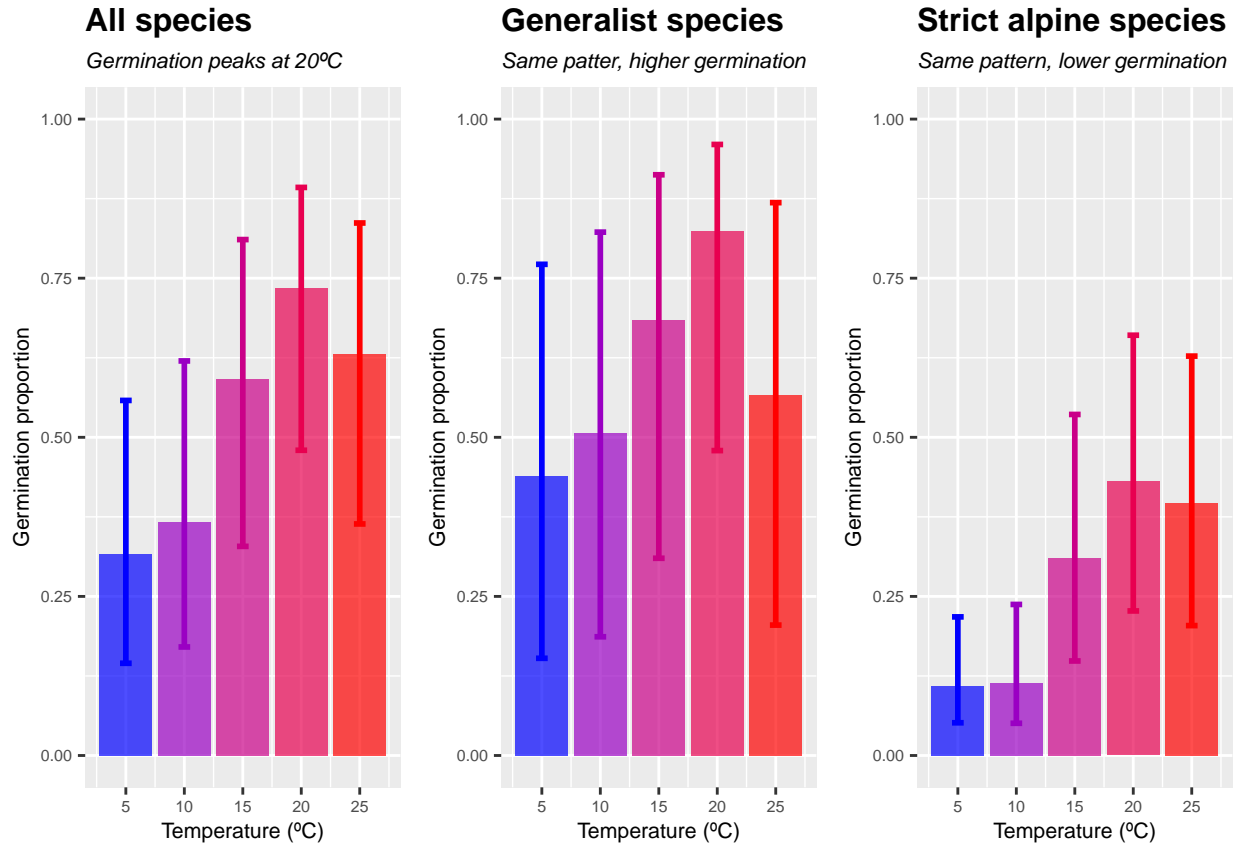 All species
Germination peaks at 20ºC
1.00
0.75
0.50
0.25
0.00
Germination proportion
5 10 15 20 25
Temperature (ºC)
Generalist species
Same patter, higher germination
1.00
0.75
0.50
0.25
0.00
Germination proportion
5 10 15 20 25
Temperature (ºC)
Strict alpine species
Same pattern, lower germination
1.00
0.75
0.50
0.25
0.00
Germination proportion
5 10 15 20 25
Temperature (ºC)